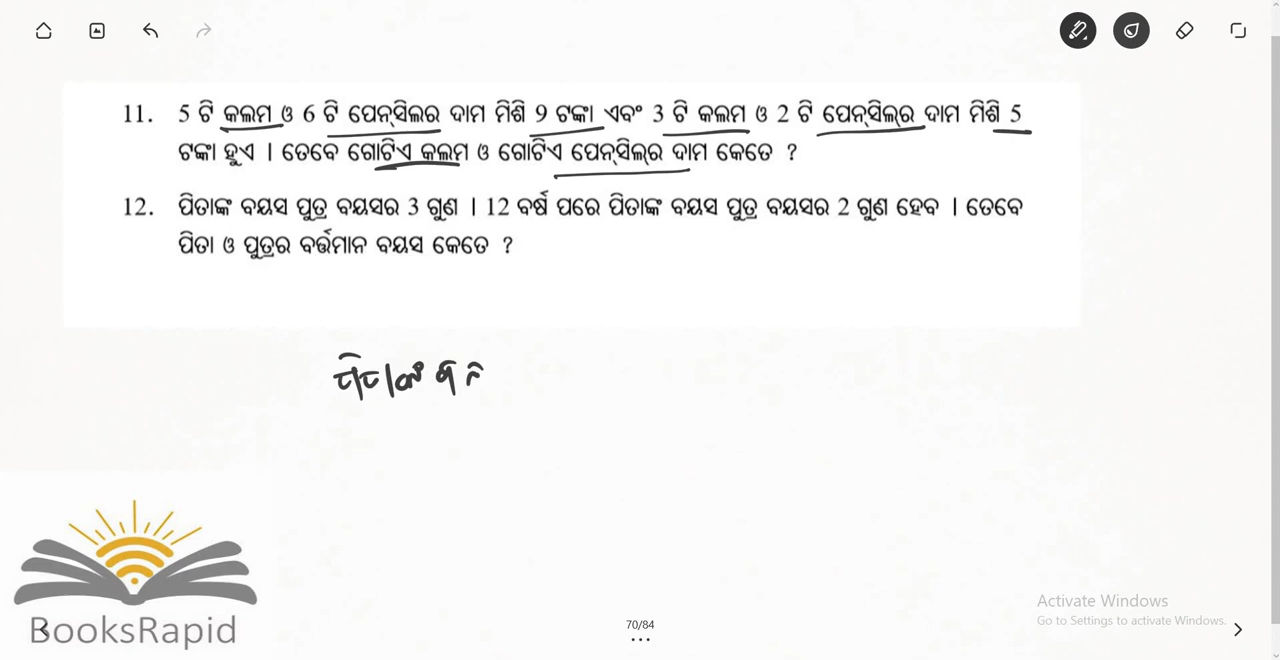 11. 5 ଟି କଲମ ଓ 6 ଟି ପେନ୍‌ସିଲର ଦାମ ମିଶି 9 ଟଙ୍କା ଏବଂ 3 ଟି କଲମ ଓ 2 ଟି ପେନ୍‌ସିଲ୍‌ର ଦାମ ମିଶି 5
ଟଙ୍କା ହୁଏ । ତେବେ ଗୋଟିଏ କଲମ ଓ ଗୋଟିଏ ପେନ୍‌ସିଲ୍‌ର ଦାମ କେତେ ?
12. ପିତାଙ୍କ ବୟସ ପୁତ୍ର ବୟସର 3 ଗୁଣ । 12 ବର୍ଷ ପରେ ପିତାଙ୍କ ବୟସ ପୁତ୍ର ବୟସର 2 ଗୁଣ ହେବ । ତେବେ
ପିତା ଓ ପୁତ୍ରର ବର୍ତ୍ତମାନ ବୟସ କେତେ ?
ପିତାଙ୍କ
BooksRapid
70/84
Activate Windows
Go to Settings to activate Windows.